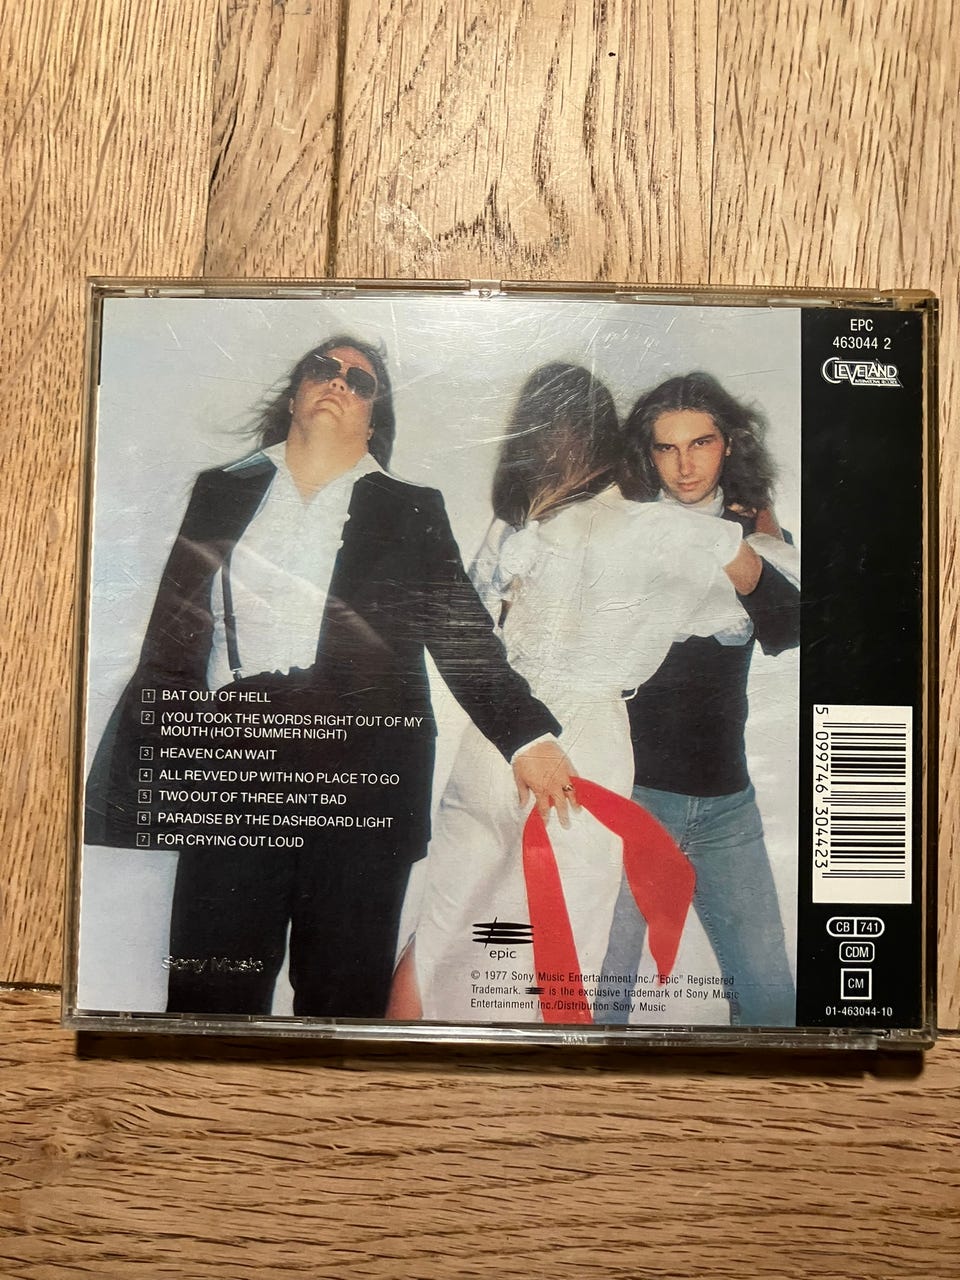 EPC
463044 2
CLEVELAND
INTERNATIONAL RECORDS
1 BAT OUT OF HELL
2 (YOU TOOK THE WORDS RIGHT OUT OF MY
MOUTH (HOT SUMMER NIGHT)
3 HEAVEN CAN WAIT
4 ALL REVVED UP WITH NO PLACE TO GO
5 TWO OUT OF THREE AIN'T BAD
6 PARADISE BY THE DASHBOARD LIGHT
7 FOR CRYING OUT LOUD
5 099746 304423
Sony Music
epic
© 1977 Sony Music Entertainment Inc./"Epic" Registered
Trademark. is the exclusive trademark of Sony Music
Entertainment Inc./Distribution Sony Music
CB 741
CDM
CM
01-463044-10